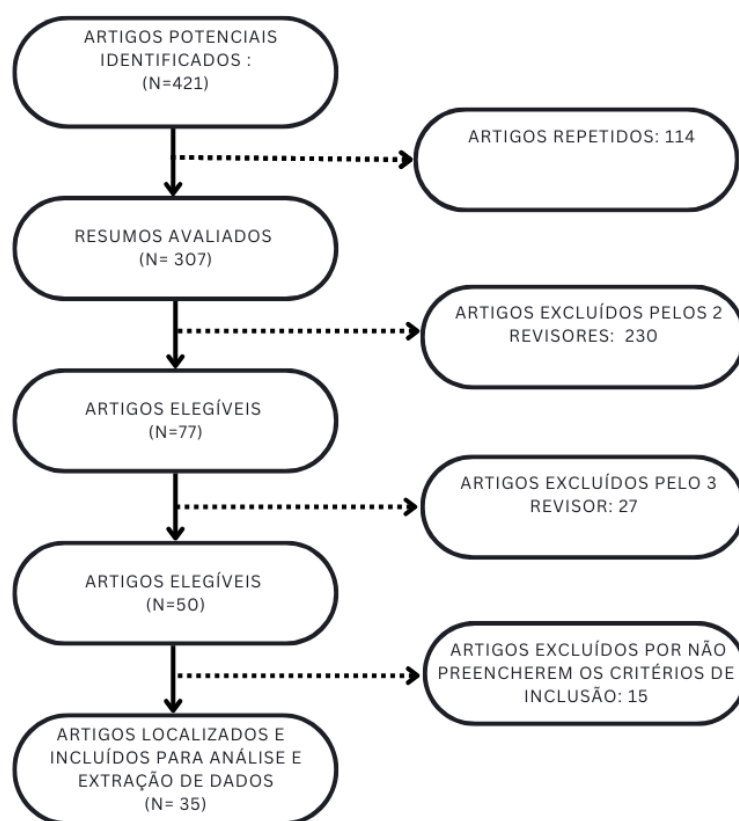 ARTIGOS POTENCIAIS
IDENTIFICADOS :
(N=421)
ARTIGOS REPETIDOS: 114
RESUMOS AVALIADOS
(N= 307)
ARTIGOS EXCLUÍDOS PELOS 2
REVISORES: 230
ARTIGOS ELEGÍVEIS
(N=77)
ARTIGOS EXCLUÍDOS PELO 3
REVISOR: 27
ARTIGOS ELEGÍVEIS
(N=50)
ARTIGOS EXCLUÍDOS POR NÃO
PREENCHEREM OS CRITÉRIOS DE
INCLUSÃO: 15
ARTIGOS LOCALIZADOS E
INCLUÍDOS PARA ANÁLISE E
EXTRAÇÃO DE DADOS
(N= 35)